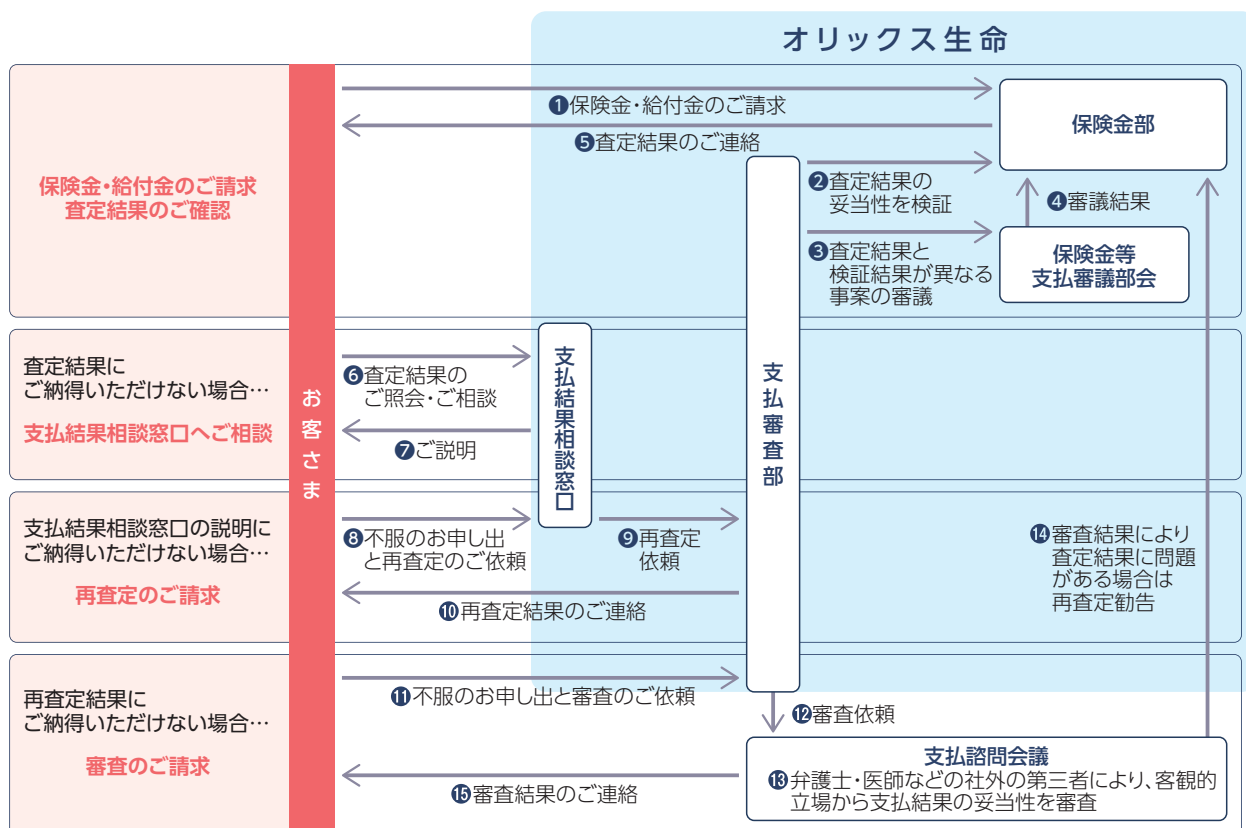 オリックス生命
お客さま
保険金・給付金のご請求
査定結果のご確認
❶保険金・給付金のご請求
❺査定結果のご連絡
保険金部
支払審査部
❷査定結果の
妥当性を検証
❸査定結果と
検証結果が異なる
事案の審議
❹審議結果
保険金等
支払審議部会
査定結果に
ご納得いただけない場合…
支払結果相談窓口へご相談
❻査定結果の
ご照会・ご相談
❼ご説明
支払結果相談窓口
支払結果相談窓口の説明に
ご納得いただけない場合…
再査定のご請求
❽不服のお申し出
と再査定のご依頼
❾再査定
依頼
❿再査定結果のご連絡
⓮審査結果により
査定結果に問題
がある場合は
再査定勧告
再査定結果に
ご納得いただけない場合…
審査のご請求
⓫不服のお申し出と審査のご依頼
⓬審査依頼
支払諮問会議
⓭弁護士・医師などの社外の第三者により、客観的
立場から支払結果の妥当性を審査
⓯審査結果のご連絡